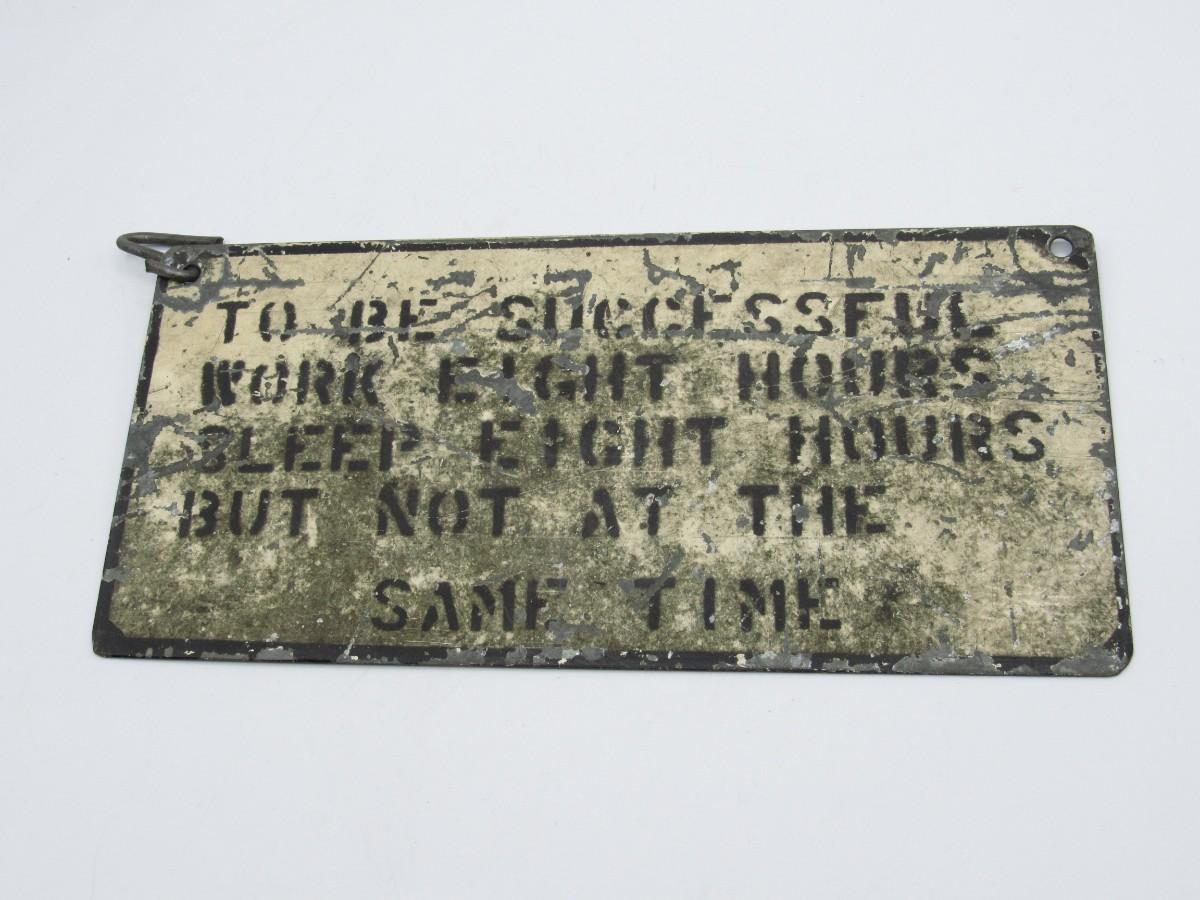 TO BE SUCCESSFUL
WORK EIGHT HOURS
SLEEP EIGHT HOURS
BUT NOT AT THE
SAME TIME